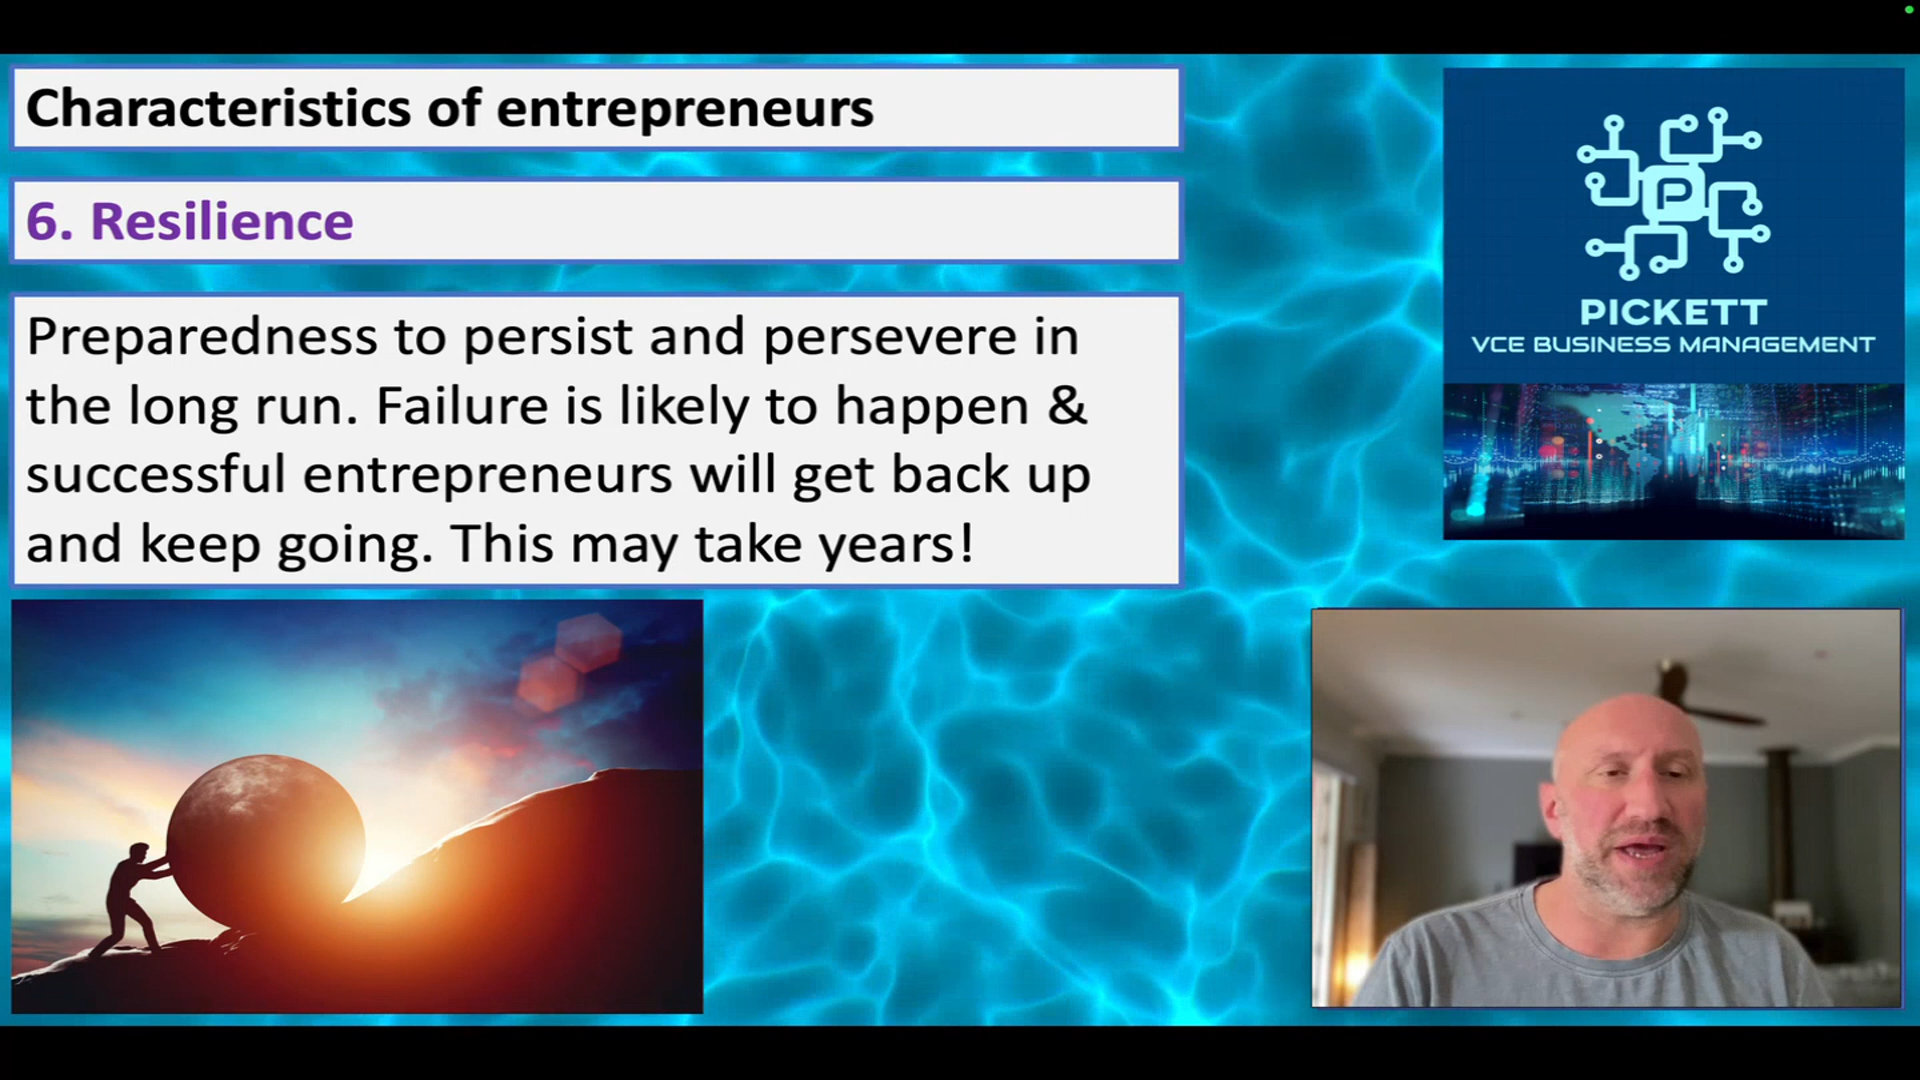 Characteristics of entrepreneurs
6. Resilience
Preparedness to persist and persevere in
the long run. Failure is likely to happen &
successful entrepreneurs will get back up
and keep going. This may take years!
P
PICKETT
VCE BUSINESS MANAGEMENT